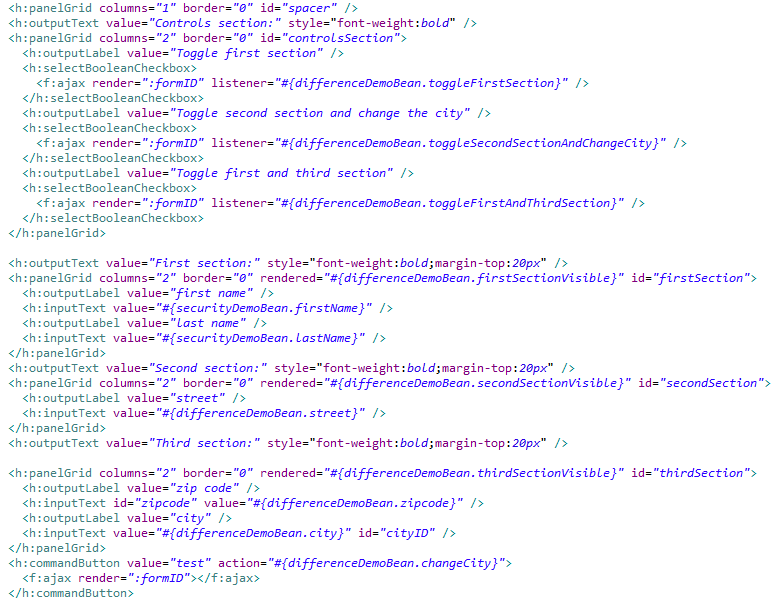 <h:panelGrid columns="1" border="0" id="spacer" />
<h:outputText value="Controls section:" style="font-weight:bold" />
<h:panelGrid columns="2" border="0" id="controlsSection">
  <h:outputLabel value="Toggle first section" />
  <h:selectBooleanCheckbox>
    <f:ajax render=":formID" listener="#{differenceDemoBean.toggleFirstSection}" />
  </h:selectBooleanCheckbox>
  <h:outputLabel value="Toggle second section and change the city" />
  <h:selectBooleanCheckbox>
    <f:ajax render=":formID" listener="#{differenceDemoBean.toggleSecondSectionAndChangeCity}" />
  </h:selectBooleanCheckbox>
  <h:outputLabel value="Toggle first and third section" />
  <h:selectBooleanCheckbox>
    <f:ajax render=":formID" listener="#{differenceDemoBean.toggleFirstAndThirdSection}" />
  </h:selectBooleanCheckbox>
</h:panelGrid>

<h:outputText value="First section:" style="font-weight:bold;margin-top:20px" />
<h:panelGrid columns="2" border="0" rendered="#{differenceDemoBean.firstSectionVisible}" id="firstSection">
  <h:outputLabel value="first name" />
  <h:inputText value="#{securityDemoBean.firstName}" />
  <h:outputLabel value="last name" />
  <h:inputText value="#{securityDemoBean.lastName}" />
</h:panelGrid>
<h:outputText value="Second section:" style="font-weight:bold;margin-top:20px" />
<h:panelGrid columns="2" border="0" rendered="#{differenceDemoBean.secondSectionVisible}" id="secondSection">
  <h:outputLabel value="street" />
  <h:inputText value="#{differenceDemoBean.street}" />
</h:panelGrid>
<h:outputText value="Third section:" style="font-weight:bold;margin-top:20px" />

<h:panelGrid columns="2" border="0" rendered="#{differenceDemoBean.thirdSectionVisible}" id="thirdSection">
  <h:outputLabel value="zip code" />
  <h:inputText id="zipcode" value="#{differenceDemoBean.zipcode}" />
  <h:outputLabel value="city" />
  <h:inputText value="#{differenceDemoBean.city}" id="cityID" />
</h:panelGrid>
<h:commandButton value="test" action="#{differenceDemoBean.changeCity}">
  <f:ajax render=":formID"></f:ajax>
</h:commandButton>